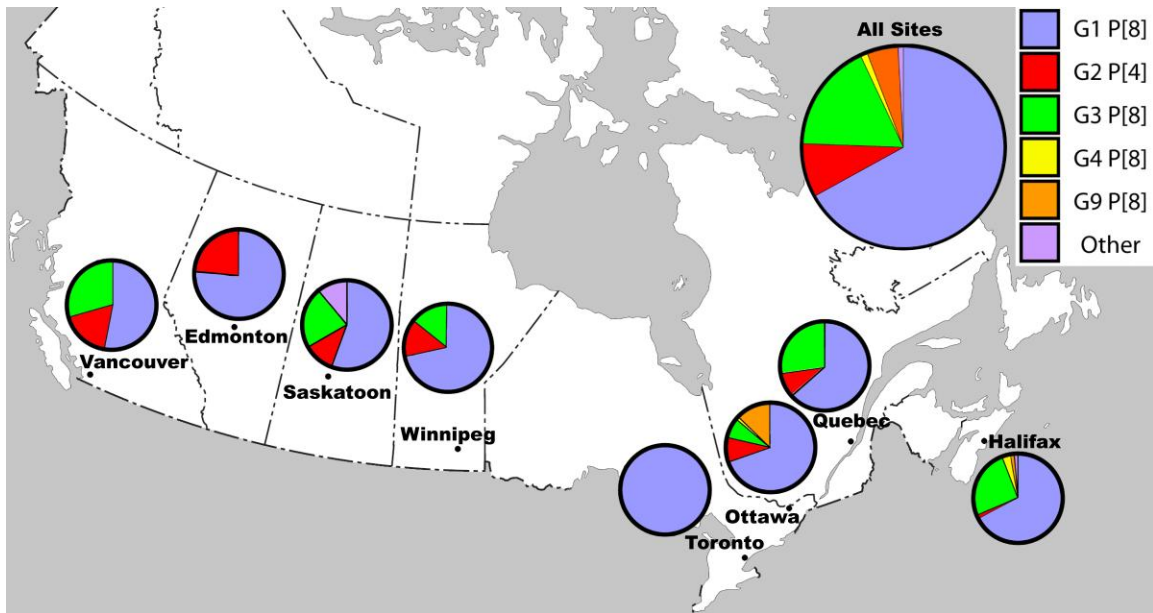 All Sites
G1 P[8]
G2 P[4]
G3 P[8]
G4 P[8]
G9 P[8]
Other
Vancouver
Edmonton
Saskatoon
Winnipeg
Toronto
Ottawa
Quebec
Halifax